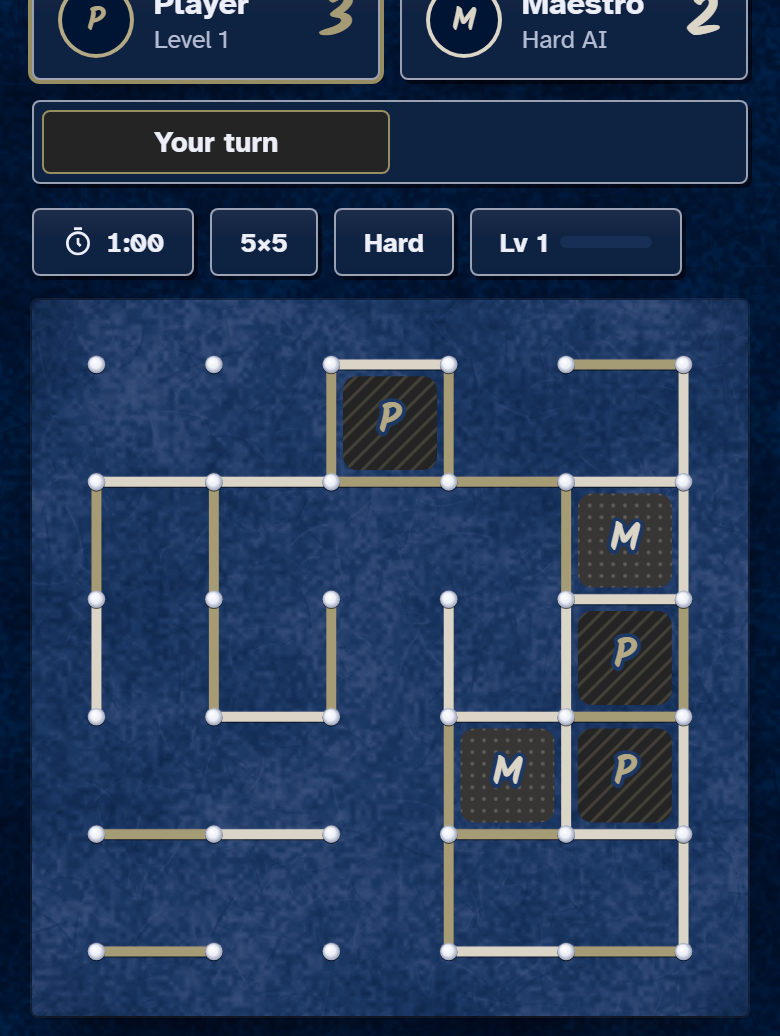 P Player 3
Level 1
M Maestro 2
Hard AI
Your turn
1:00 5×5 Hard Lv 1
P
M
P
M P